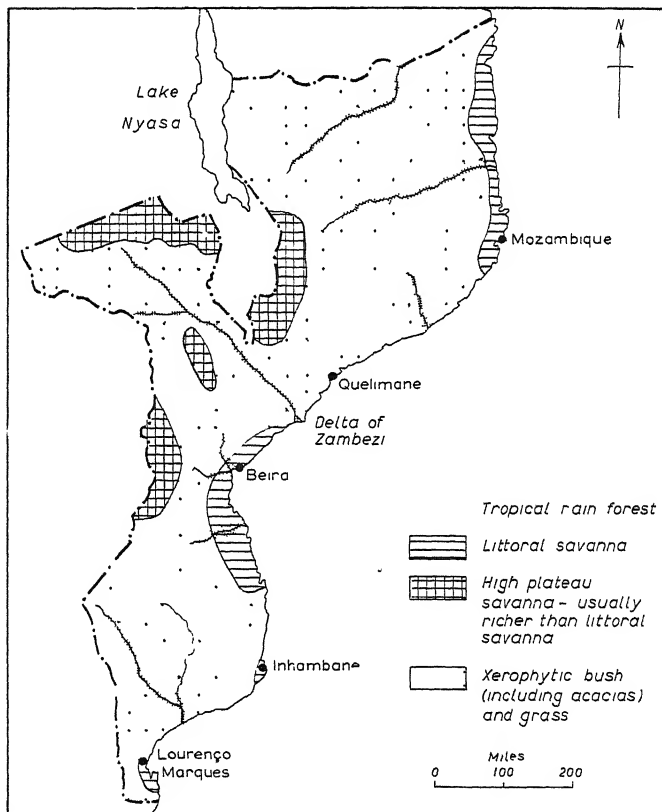 N
Lake
Nyasa
Mozambique
Quelimane
Delta of
Zambezi
Beira
Tropical rain forest
Littoral savanna
High plateau
savanna - usually
richer than littoral
savanna
Inhambane
Xerophytic bush
(including acacias)
and grass
Lourenço
Marques
Miles
0 100 200